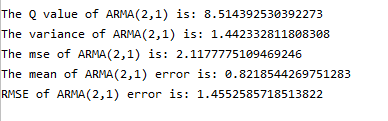 The Q value of ARMA(2,1) is: 8.514392530392273
The variance of ARMA(2,1) is: 1.442332811808308
The mse of ARMA(2,1) is: 2.1177775109469246
The mean of ARMA(2,1) error is: 0.8218544269751283
RMSE of ARMA(2,1) error is: 1.4552585718513822